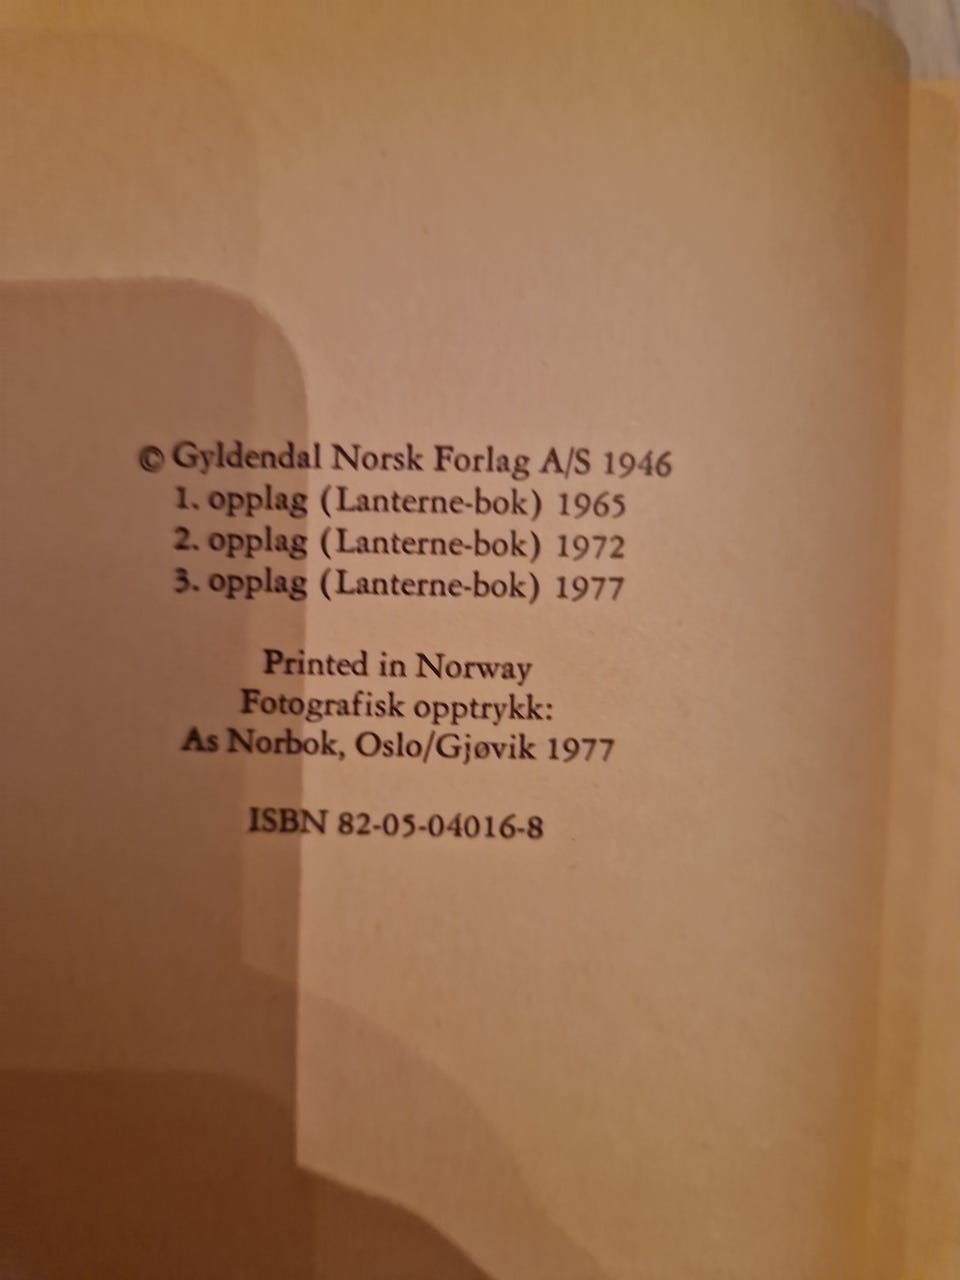 © Gyldendal Norsk Forlag A/S 1946
1. opplag (Lanterne-bok) 1965
2. opplag (Lanterne-bok) 1972
3. opplag (Lanterne-bok) 1977
Printed in Norway
Fotografisk opptrykk:
As Norbok, Oslo/Gjøvik 1977
ISBN 82-05-04016-8